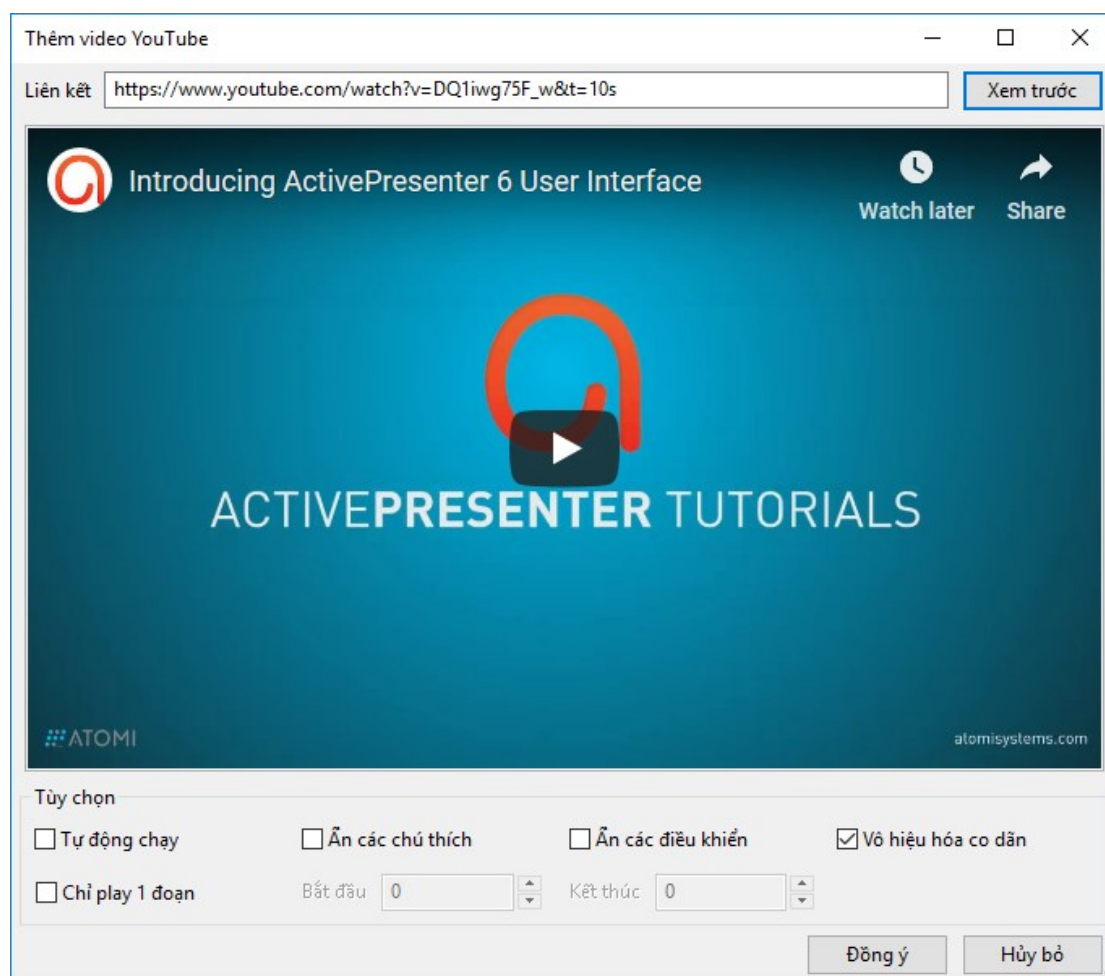 Thêm video YouTube
Liên kết https://www.youtube.com/watch?v=DQ1iwg75F_w&t=10s Xem trước
Introducing ActivePresenter 6 User Interface
Watch later Share
ACTIVEPRESENTER TUTORIALS
ATOMI atomisystems.com
Tùy chọn
Tự động chạy Ẩn các chú thích Ẩn các điều khiển Vô hiệu hóa co dãn
Chỉ play 1 đoạn Bắt đầu 0 Kết thúc 0
Đồng ý Hủy bỏ